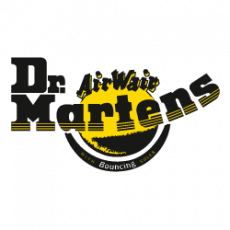 Dr.
AirWair
Martens
WITH Bouncing SOLES